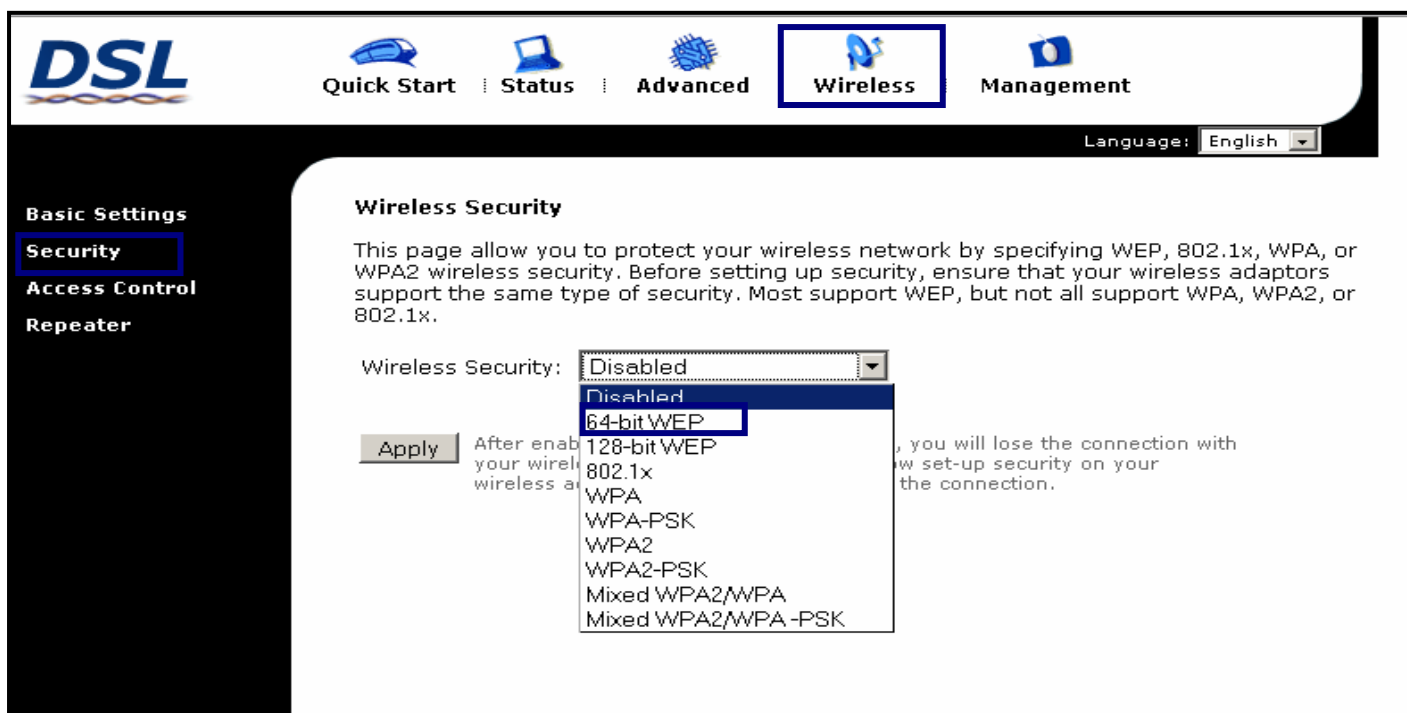 DSL
Quick Start Status Advanced Wireless Management
Language: English
Basic Settings
Security
Access Control
Repeater
Wireless Security
This page allow you to protect your wireless network by specifying WEP, 802.1x, WPA, or
WPA2 wireless security. Before setting up security, ensure that your wireless adaptors
support the same type of security. Most support WEP, but not all support WPA, WPA2, or
802.1x.
Wireless Security: Disabled
Disabled
64-bit WEP
128-bit WEP
802.1x
WPA
WPA-PSK
WPA2
WPA2-PSK
Mixed WPA2/WPA
Mixed WPA2/WPA-PSK
Apply
After , you will lose the connection with
your set-up security on your
wireless the connection.